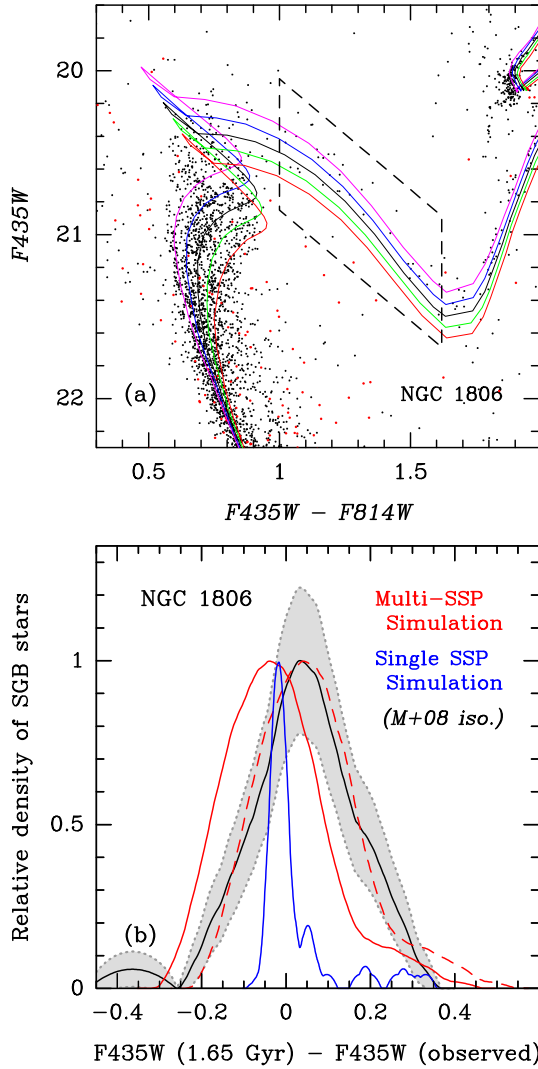 20
21
22
F435W
(a)
NGC 1806
0.5
1
1.5
F435W − F814W
NGC 1806
Multi−SSP
Simulation
Single SSP
Simulation
(M+08 iso.)
1
0.5
0
Relative density of SGB stars
(b)
−0.4
−0.2
0
0.2
0.4
F435W (1.65 Gyr) − F435W (observed)